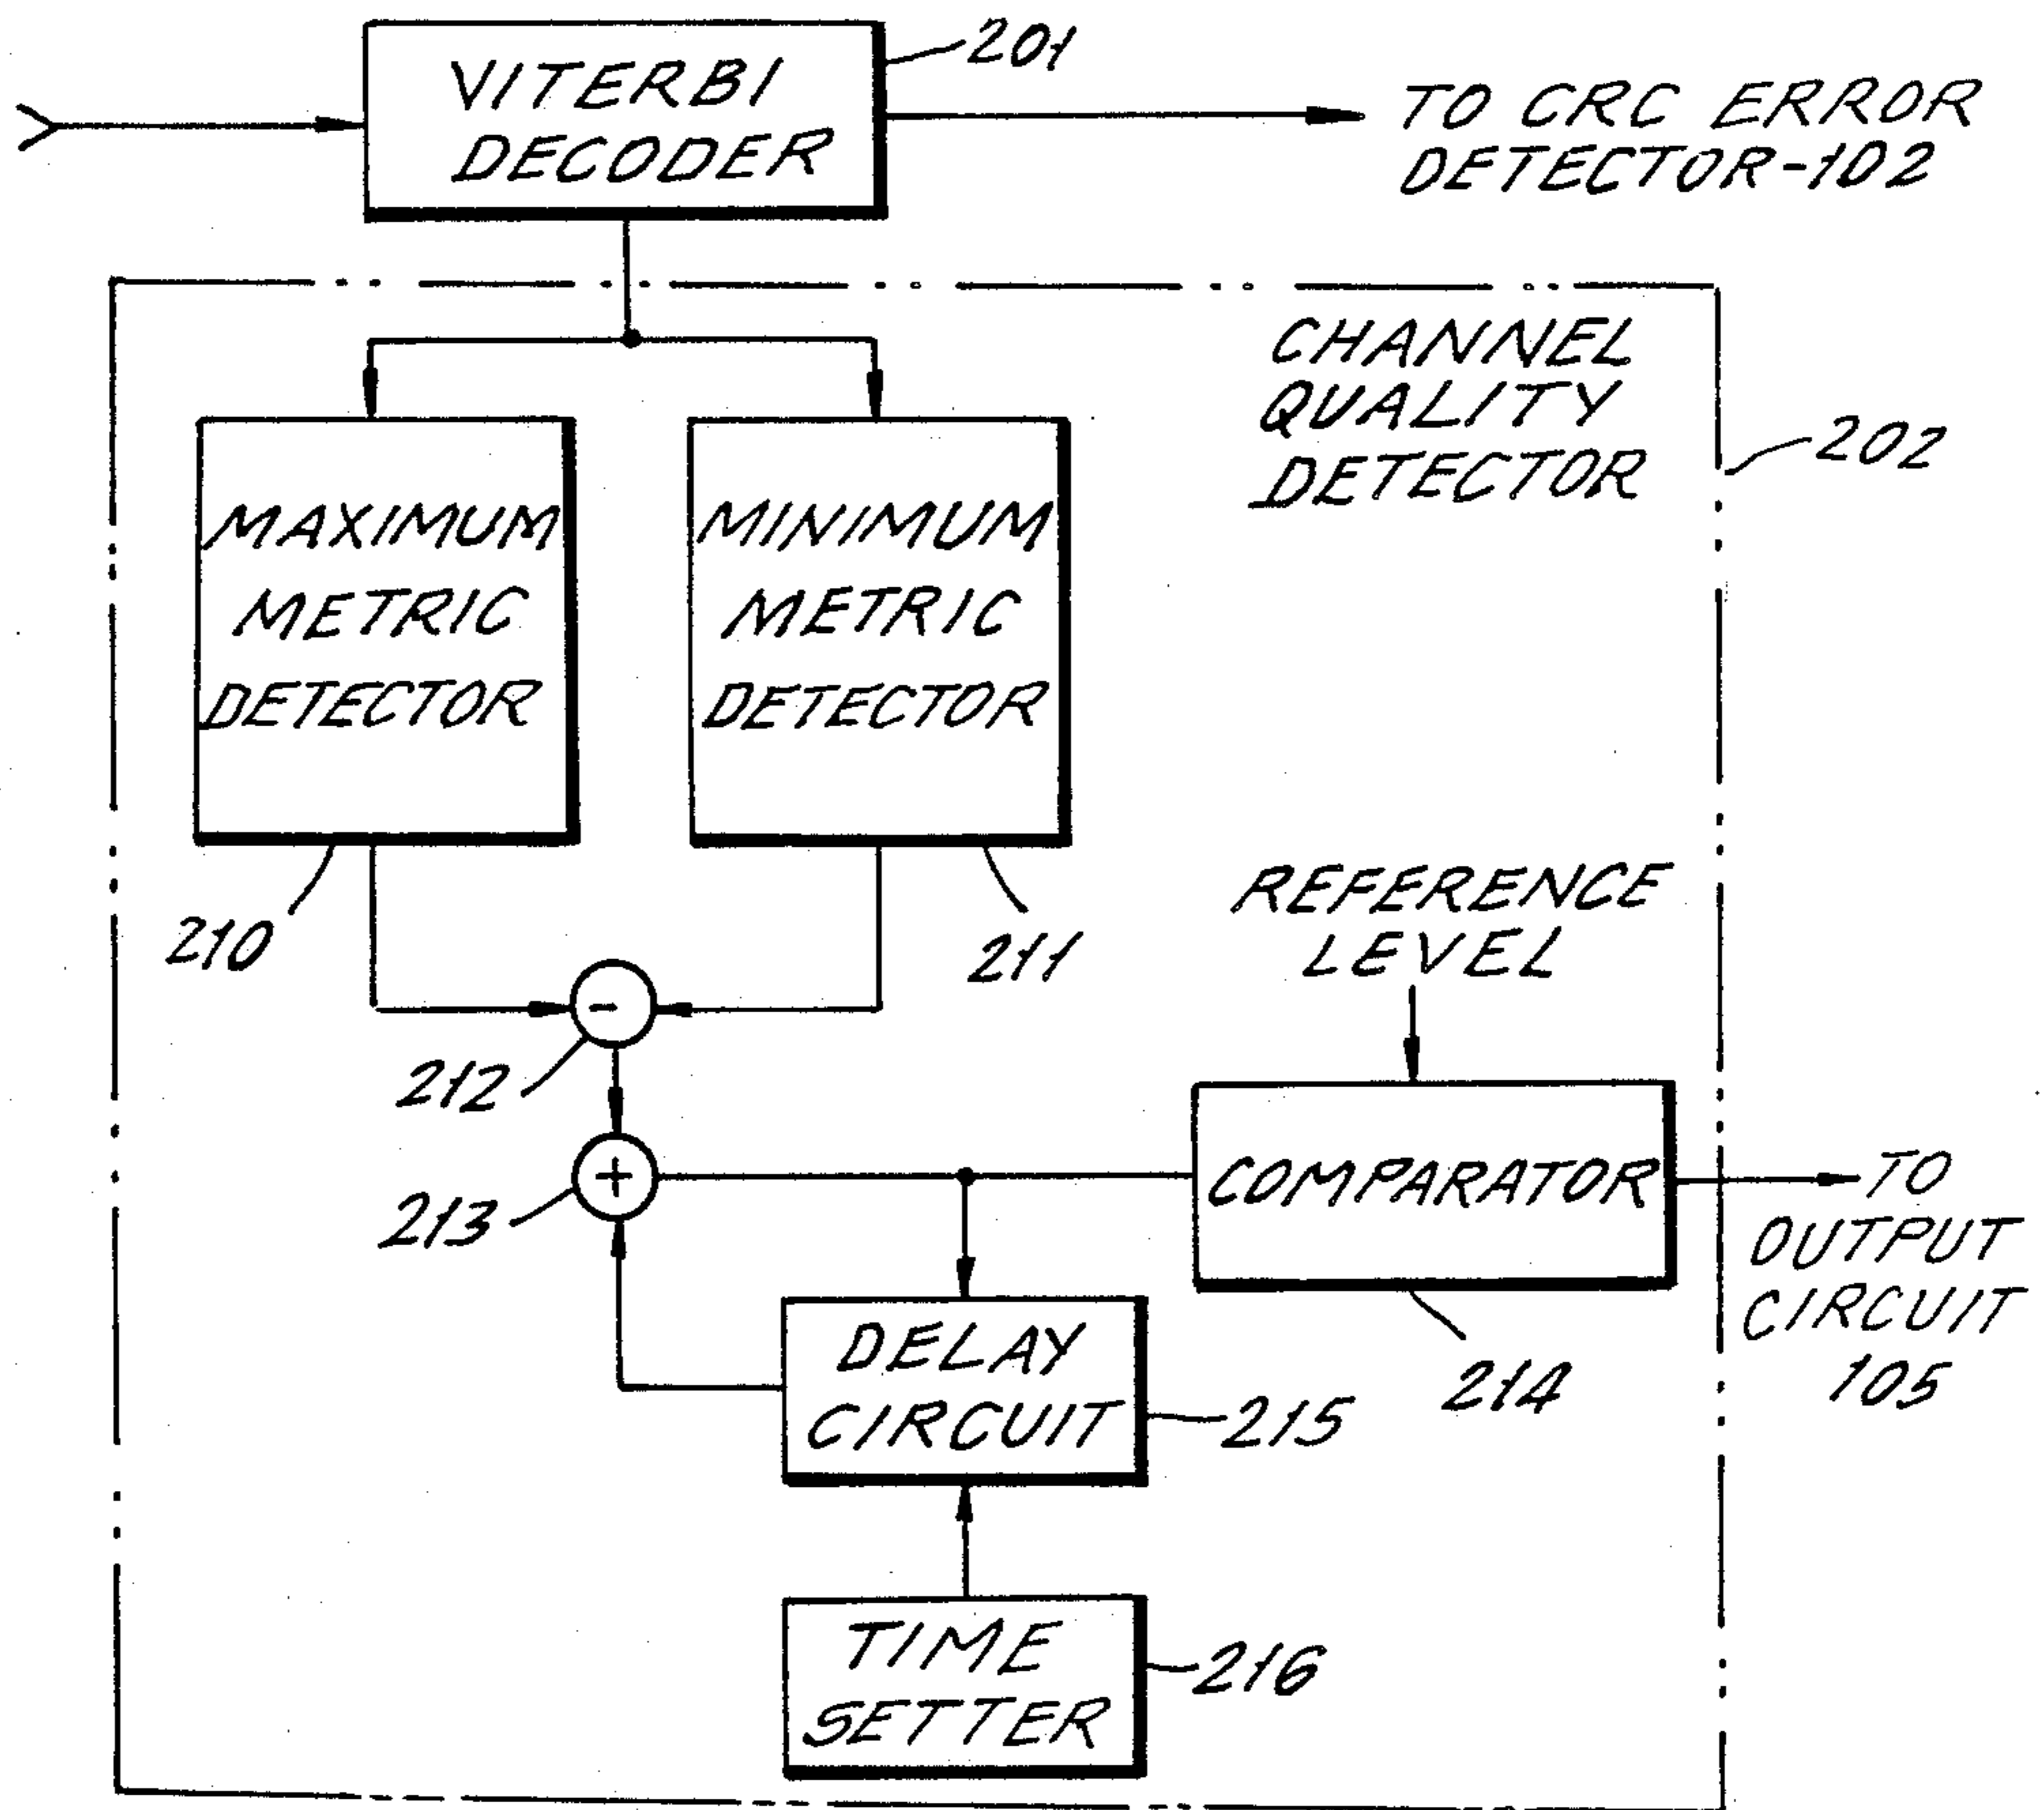 VITERBI
DECODER
201
TO CRC ERROR
DETECTOR-102
CHANNEL
QUALITY
DETECTOR
202
MAXIMUM
METRIC
DETECTOR
MINIMUM
METRIC
DETECTOR
210
211
REFERENCE
LEVEL
-
212
+
213
COMPARATOR
TO
OUTPUT
CIRCUIT
105
214
DELAY
CIRCUIT
215
TIME
SETTER
216